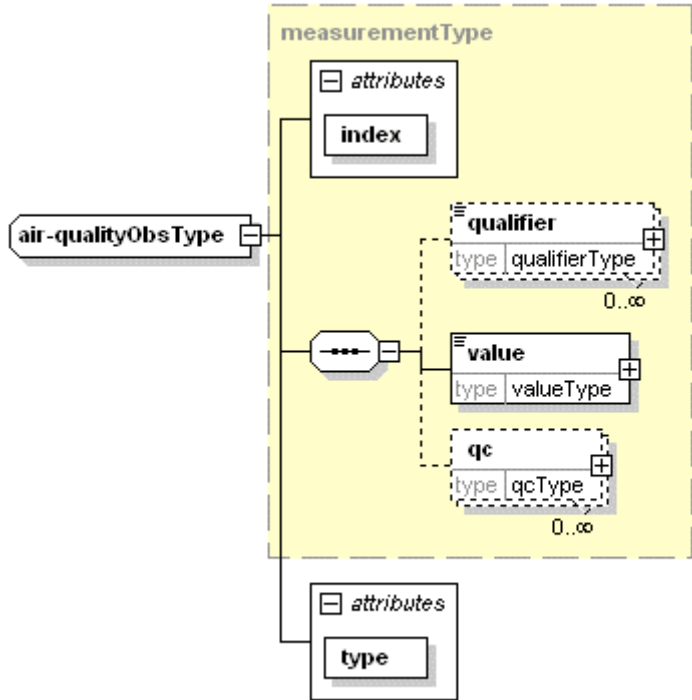 measurementType
attributes
index
air-qualityObsType
qualifier
type qualifierType
0..∞
value
type valueType
qc
type qcType
0..∞
attributes
type